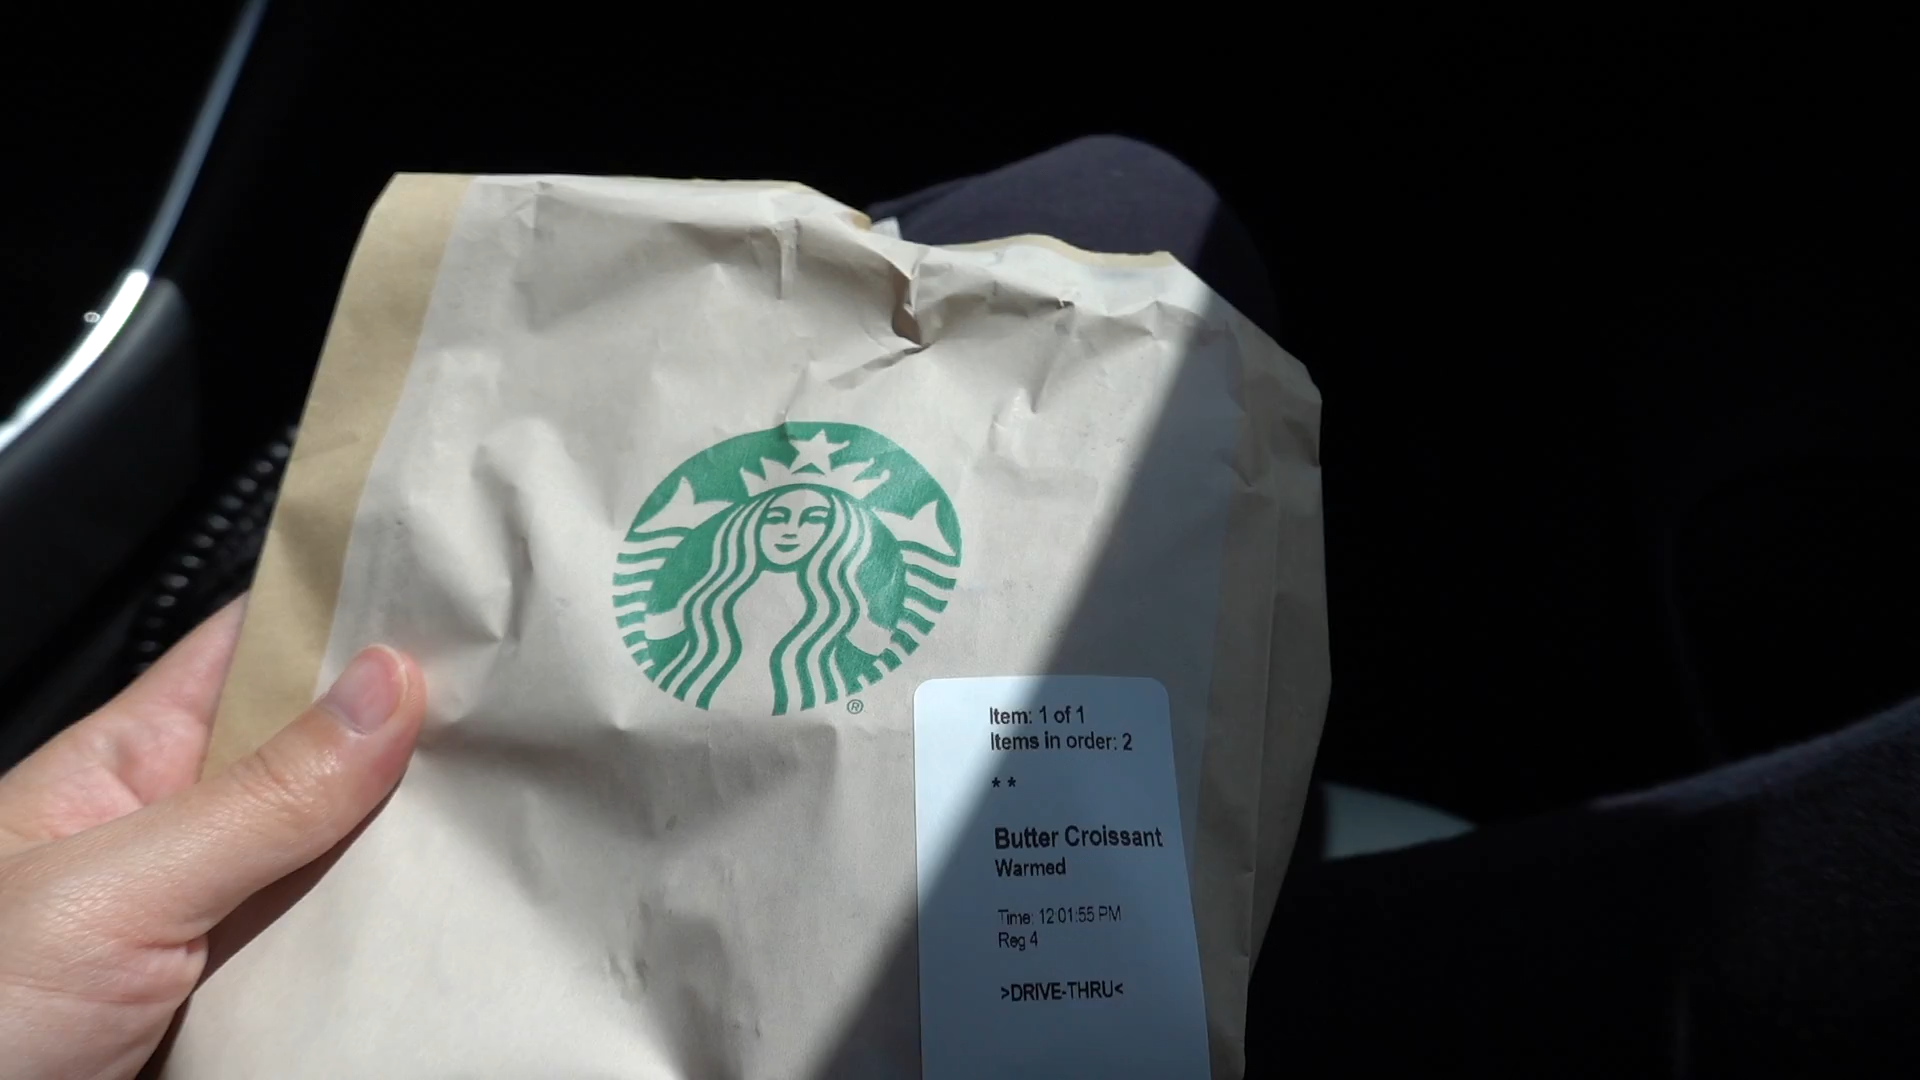 ®
Item: 1 of 1
Items in order: 2
* *
Butter Croissant
Warmed
Time: 12:01:55 PM
Reg 4
>DRIVE-THRU<